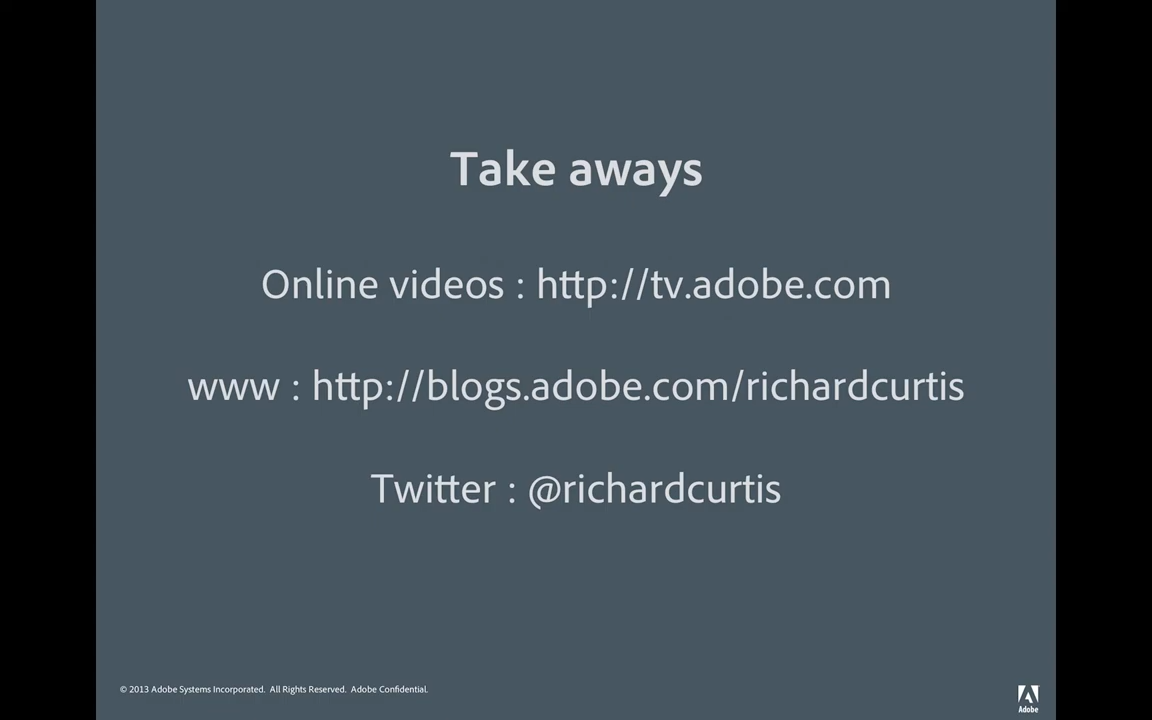 Take aways
Online videos : http://tv.adobe.com
www : http://blogs.adobe.com/richardcurtis
Twitter : @richardcurtis
© 2013 Adobe Systems Incorporated. All Rights Reserved. Adobe Confidential.
Adobe